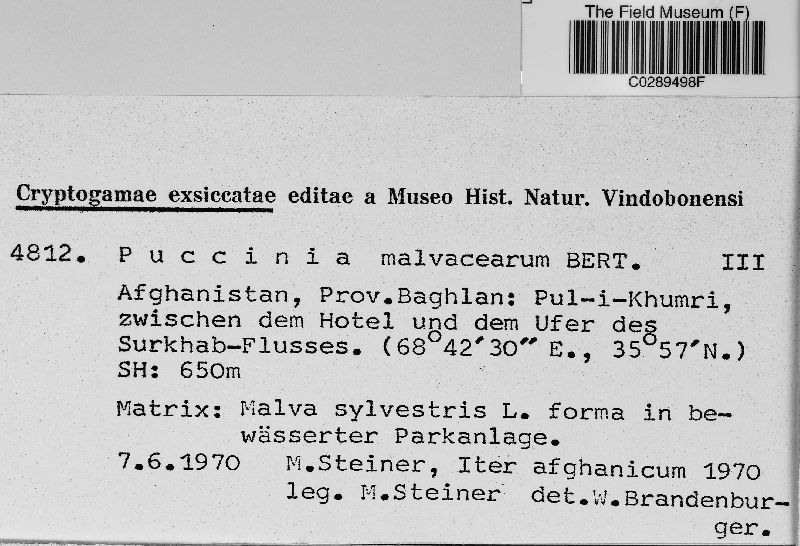 The Field Museum (F)
C0289498F
Cryptogamae exsiccatae editae a Museo Hist. Natur. Vindobonensi
4812. P u c c i n i a malvacearum BERT. III
Afghanistan, Prov.Baghlan: Pul-i-Khumri,
zwischen dem Hotel und dem Ufer des
Surkhab-Flusses. (68°42′30″ E., 35°57′N.)
SH: 650m
Matrix: Malva sylvestris L. forma in be-
wässerter Parkanlage.
7.6.1970 M.Steiner, Iter afghanicum 1970
leg. M.Steiner det.W.Brandenbur-
ger.